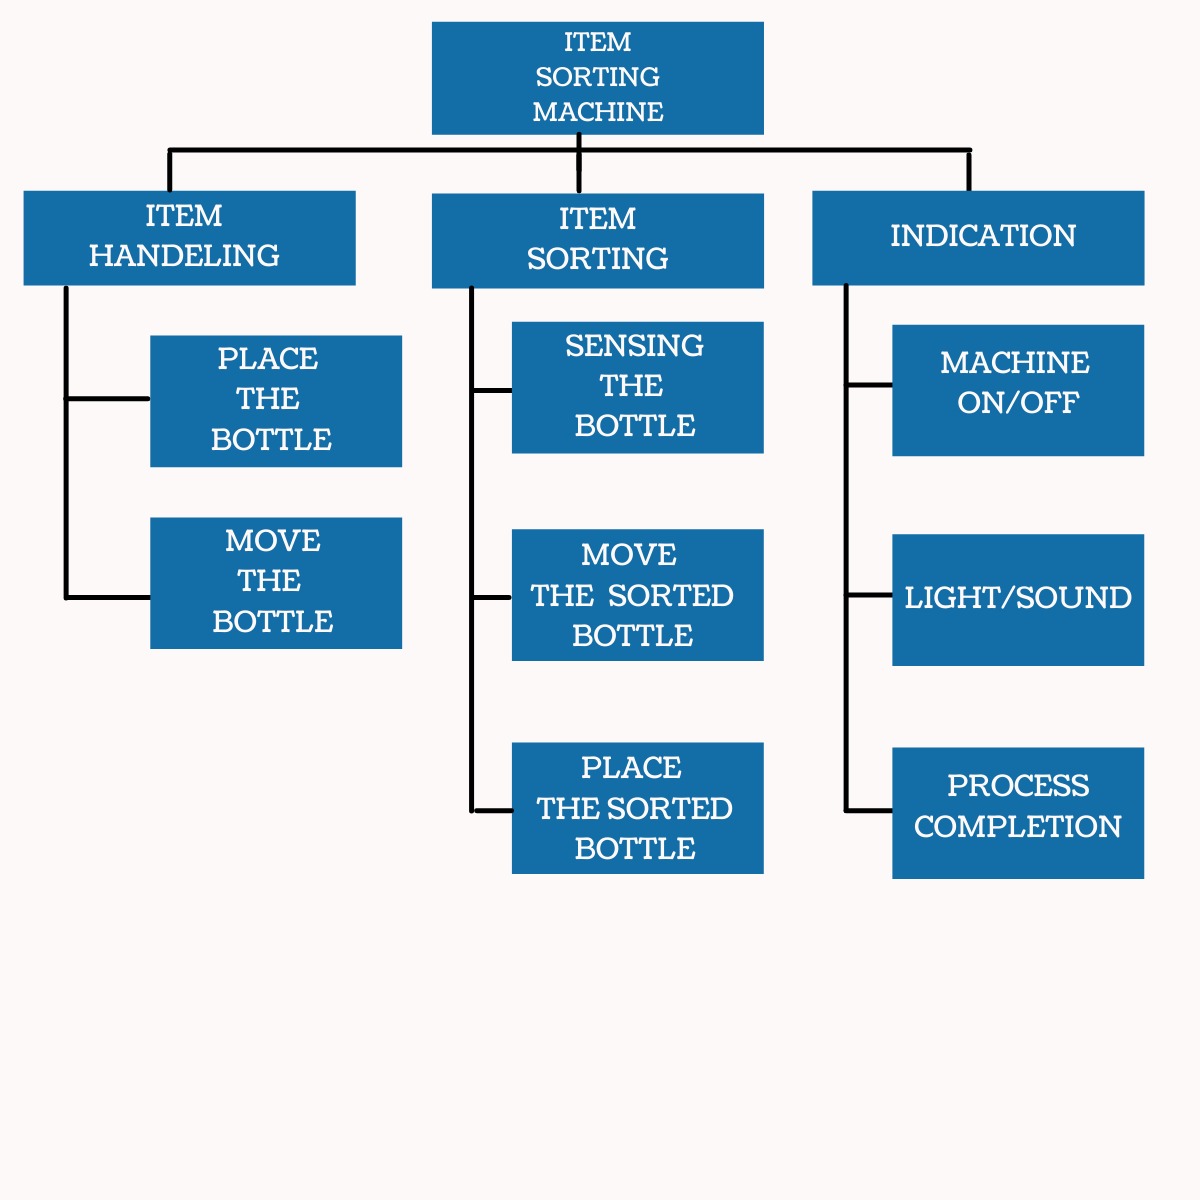 ITEM
SORTING
MACHINE
ITEM
HANDELING
PLACE
THE
BOTTLE
MOVE
THE
BOTTLE
ITEM
SORTING
SENSING
THE
BOTTLE
MOVE
THE SORTED
BOTTLE
PLACE
THE SORTED
BOTTLE
INDICATION
MACHINE
ON/OFF
LIGHT/SOUND
PROCESS
COMPLETION